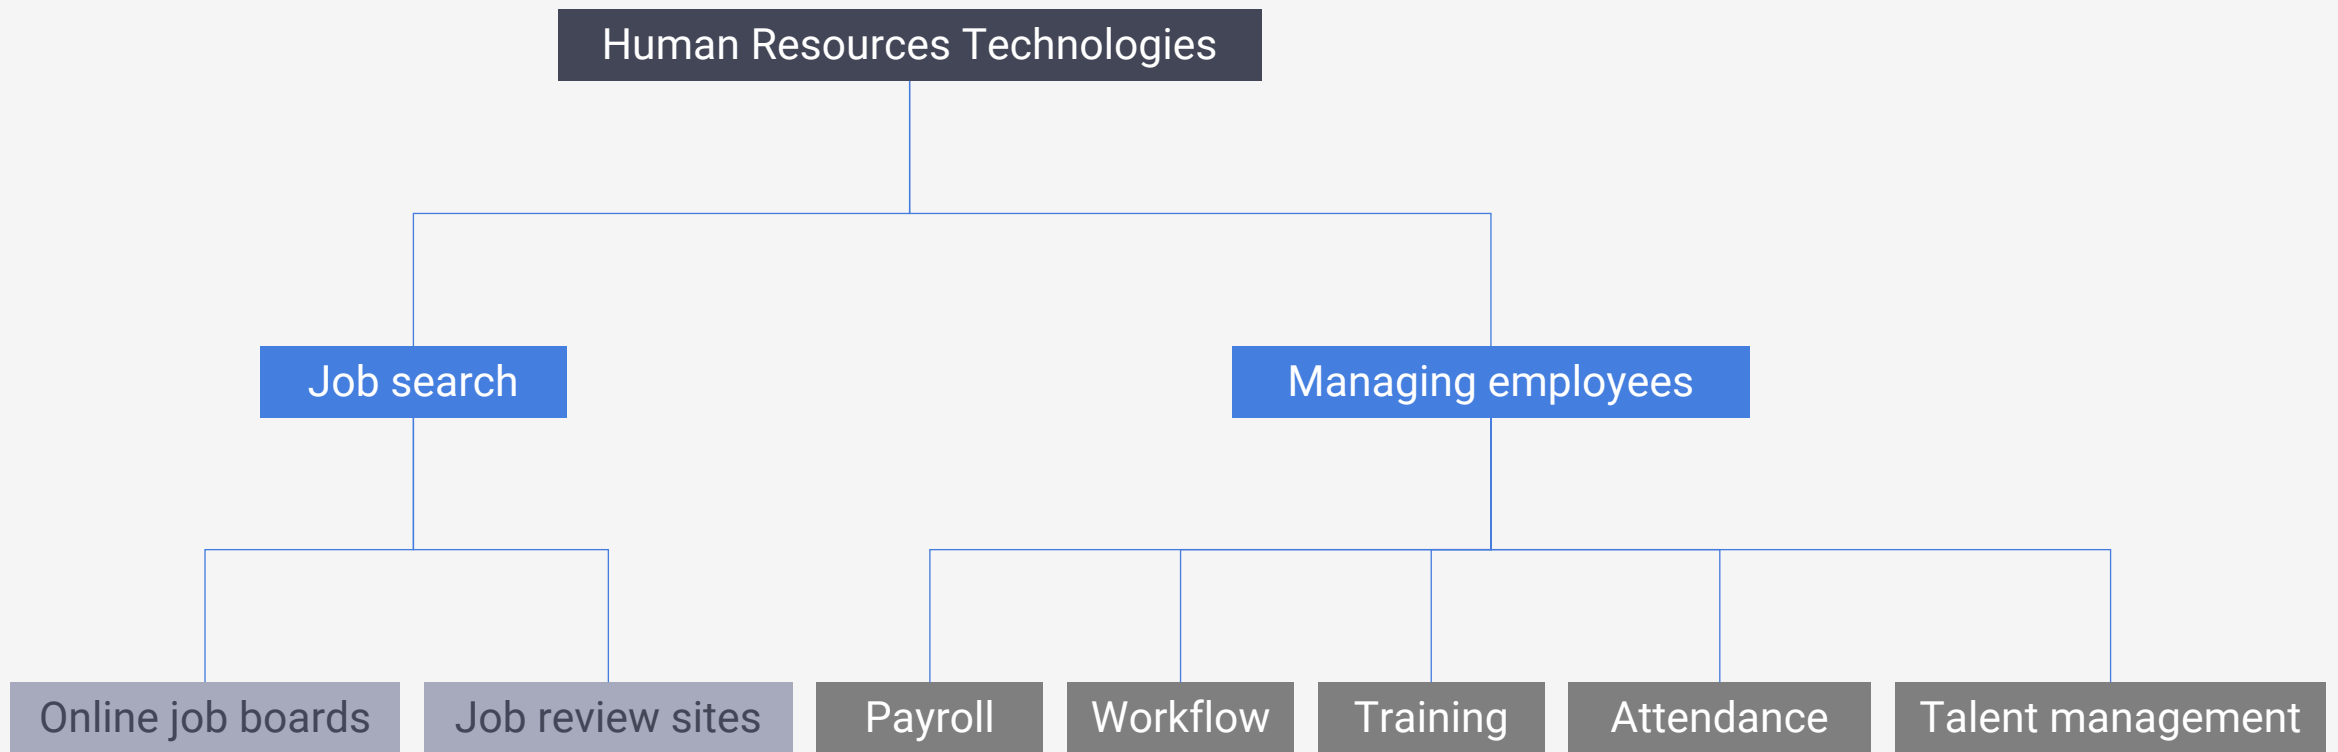 Human Resources Technologies
Job search
Managing employees
Online job boards
Job review sites
Payroll
Workflow
Training
Attendance
Talent management